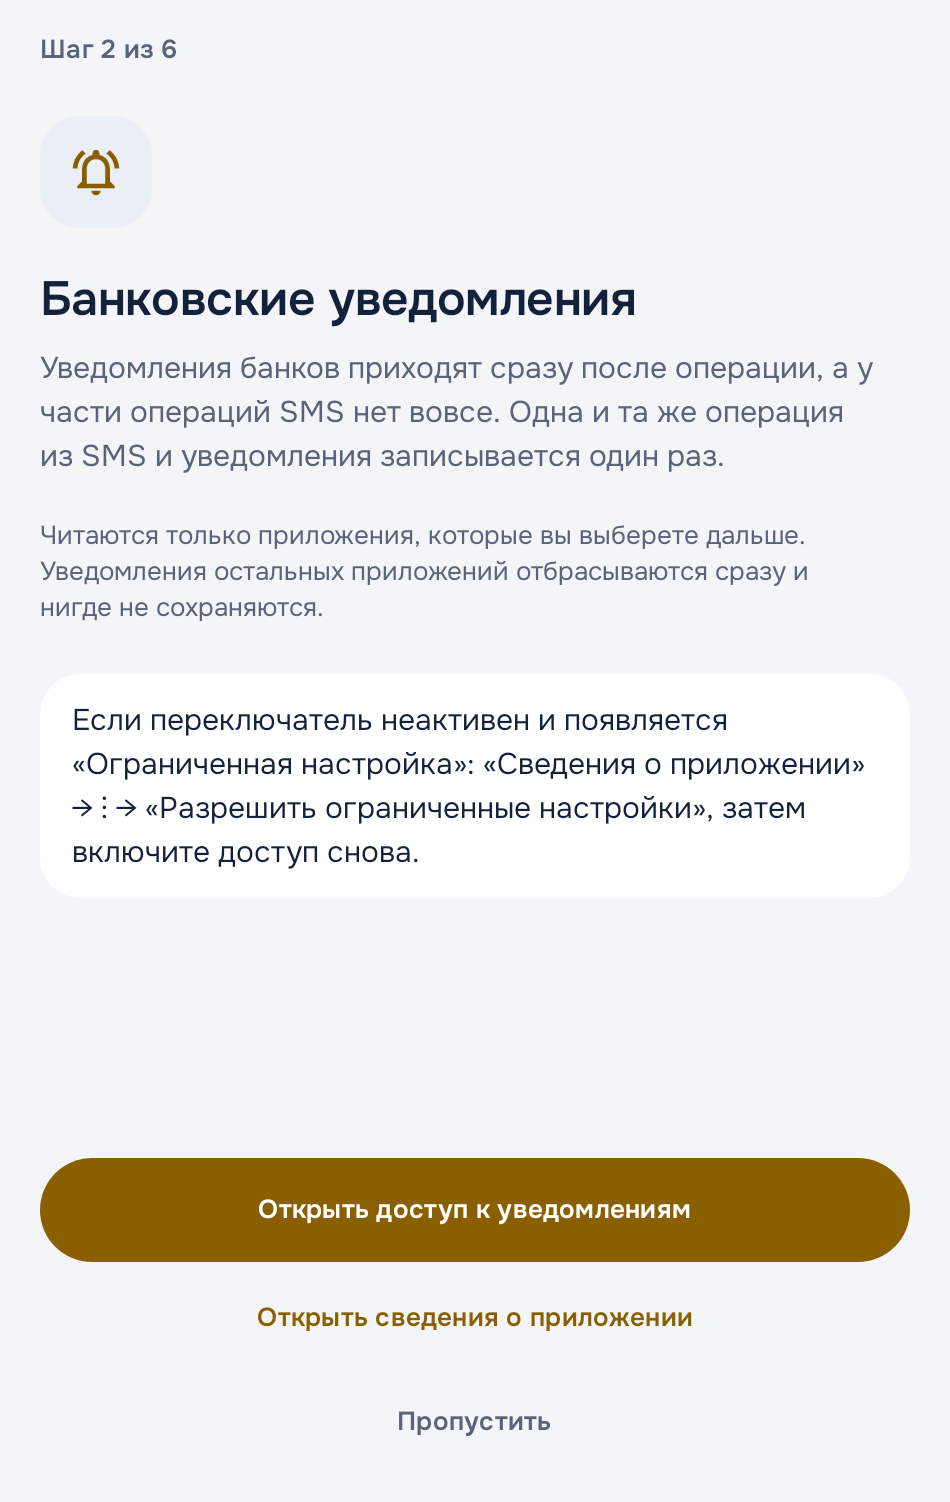 Шаг 2 из 6
Банковские уведомления
Уведомления банков приходят сразу после операции, а у
части операций SMS нет вовсе. Одна и та же операция
из SMS и уведомления записывается один раз.
Читаются только приложения, которые вы выберете дальше.
Уведомления остальных приложений отбрасываются сразу и
нигде не сохраняются.
Если переключатель неактивен и появляется
«Ограниченная настройка»: «Сведения о приложении»
→ ⋮ → «Разрешить ограниченные настройки», затем
включите доступ снова.
Открыть доступ к уведомлениям
Открыть сведения о приложении
Пропустить